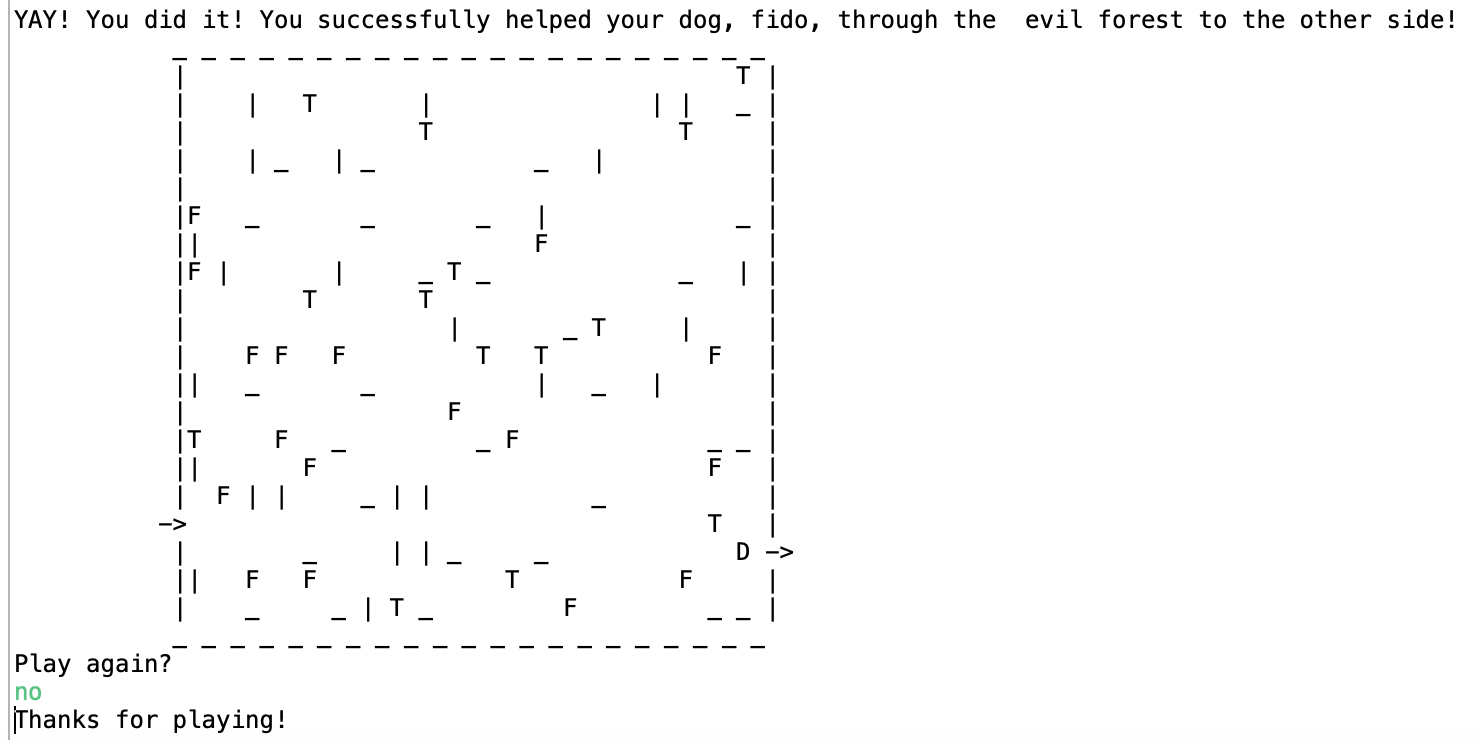 YAY! You did it! You successfully helped your dog, fido, through the  evil forest to the other side!
            _ _ _ _ _ _ _ _ _ _ _ _ _ _ _ _ _ _ _ _ _
            |                                       T |
            |     |   T       |               | |   _ |
            |                 T                 T     |
            |     | _   | _           _   |           |
            |                                         |
            | F   _       _       _   |             _ |
            | |                       F               |
            | F |       |     _ T _             _   | |
            |         T       T                       |
            |                   |       _ T     |     |
            |     F F   F         T   T           F   |
            | |   _       _           |   _   |       |
            |                   F                     |
            | T     F   _         _ F             _ _ |
            | |       F                           F   |
            |   F | |     _ | |           _           |
           ->                                     T   |
            |               | | _     _             D ->
            | |   F   _ F             T           F     |
            |     _     _ | T _         F         _ _ |
            _ _ _ _ _ _ _ _ _ _ _ _ _ _ _ _ _ _ _ _ _
Play again?
no
Thanks for playing!